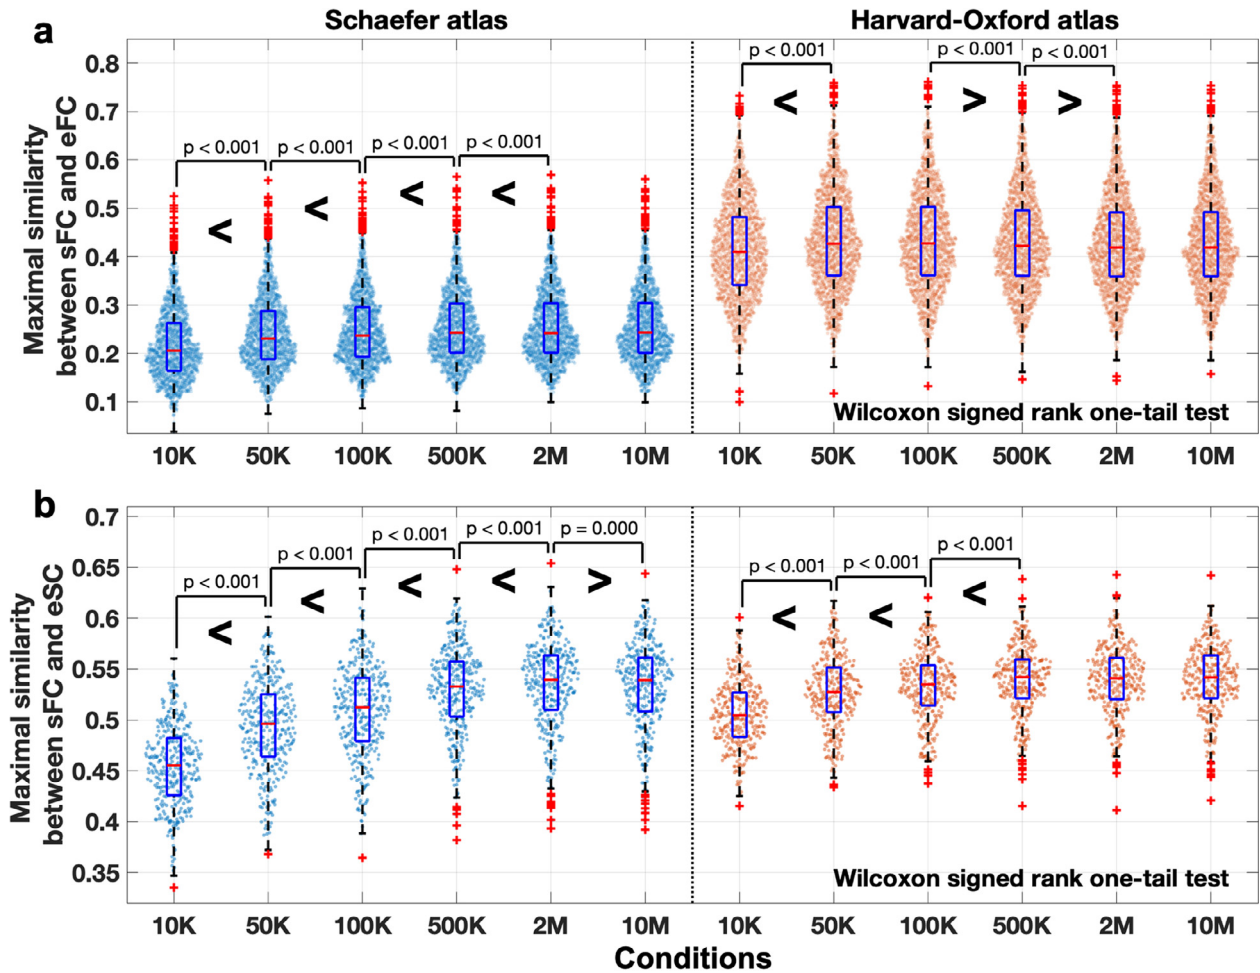 Schaefer atlas
Harvard-Oxford atlas
a
Maximal similarity
between sFC and eFC
0.8
0.7
0.6
0.5
0.4
0.3
0.2
0.1
p < 0.001
p < 0.001
p < 0.001
p < 0.001
<
<
<
<
p < 0.001
p < 0.001
p < 0.001
<
>
>
Wilcoxon signed rank one-tail test
10K
50K
100K
500K
2M
10M
10K
50K
100K
500K
2M
10M
b
Maximal similarity
between sFC and eSC
0.7
0.65
0.6
0.55
0.5
0.45
0.4
0.35
p < 0.001
p < 0.001
p < 0.001
p < 0.001
p = 0.000
<
<
<
<
>
p < 0.001
p < 0.001
p < 0.001
<
<
<
Wilcoxon signed rank one-tail test
10K
50K
100K
500K
2M
10M
10K
50K
100K
500K
2M
10M
Conditions